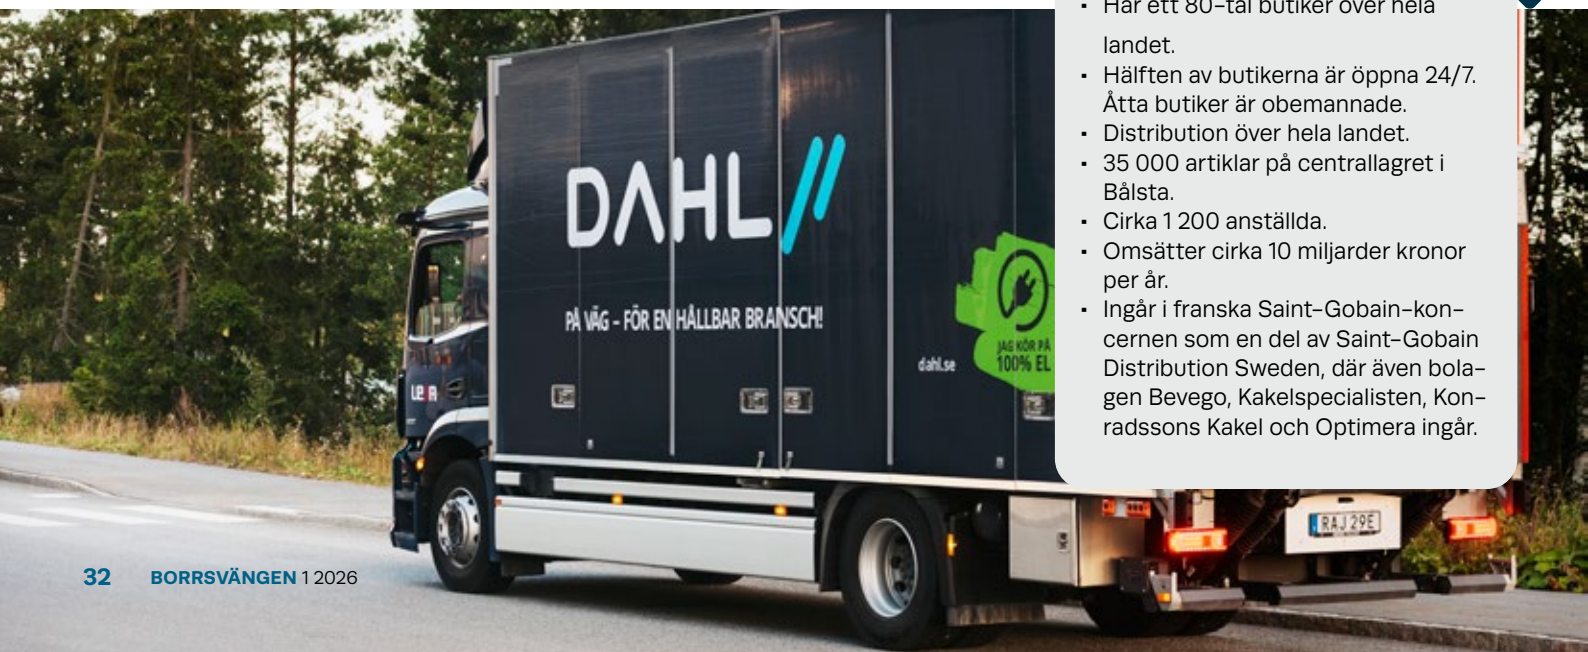 Har ett 80-tal butiker över hela
landet.
Hälften av butikerna är öppna 24/7.
Åtta butiker är obemannade.
Distribution över hela landet.
35 000 artiklar på centrallagret i
Bålsta.
Cirka 1 200 anställda.
Omsätter cirka 10 miljarder kronor
per år.
Ingår i franska Saint-Gobain-kon-
cernen som en del av Saint-Gobain
Distribution Sweden, där även bola-
gen Bevego, Kakelspecialisten, Kon-
radssons Kakel och Optimera ingår.
DAHL
PÅ VÄG – FÖR EN HÅLLBAR BRANSCH!
dahl.se
JAG KÖR PÅ
100% EL
RAJ 29E
32 BORRSVÄNGEN 1 2026